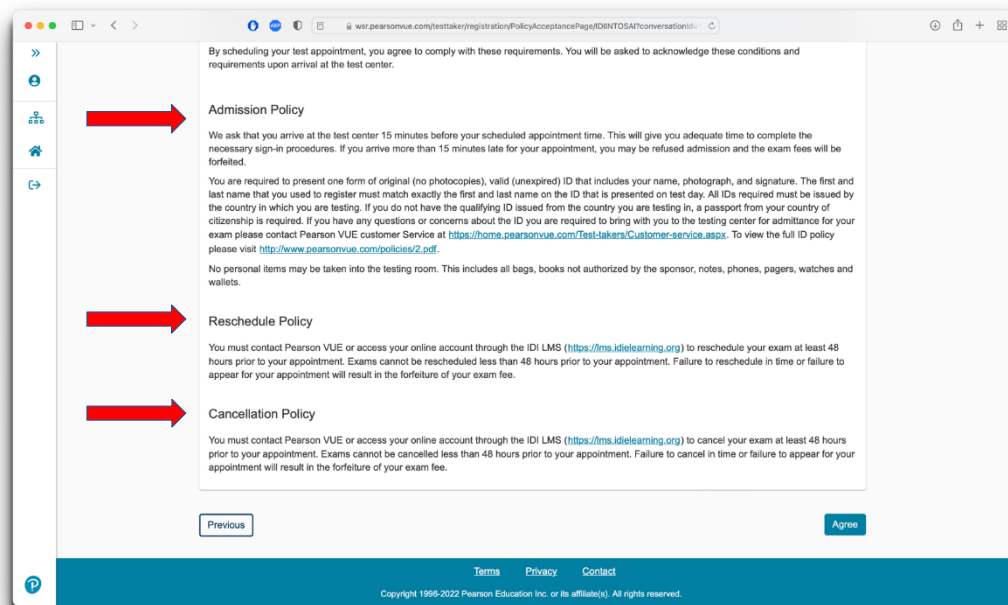 wsr.pearsonvue.com/testtaker/registration/PolicyAcceptancePage/IDIINTOSAI?conversationId=
ABP
By scheduling your test appointment, you agree to comply with these requirements. You will be asked to acknowledge these conditions and
requirements upon arrival at the test center.
Admission Policy
We ask that you arrive at the test center 15 minutes before your scheduled appointment time. This will give you adequate time to complete the
necessary sign-in procedures. If you arrive more than 15 minutes late for your appointment, you may be refused admission and the exam fees will be
forfeited.
You are required to present one form of original (no photocopies), valid (unexpired) ID that includes your name, photograph, and signature. The first and
last name that you used to register must match exactly the first and last name on the ID that is presented on test day. All IDs required must be issued by
the country in which you are testing. If you do not have the qualifying ID issued from the country you are testing in, a passport from your country of
citizenship is required. If you have any questions or concerns about the ID you are required to bring with you to the testing center for admittance for your
exam please contact Pearson VUE customer Service at https://home.pearsonvue.com/Test-takers/Customer-service.aspx. To view the full ID policy
please visit http://www.pearsonvue.com/policies/2.pdf.
No personal items may be taken into the testing room. This includes all bags, books not authorized by the sponsor, notes, phones, pagers, watches and
wallets.
Reschedule Policy
You must contact Pearson VUE or access your online account through the IDI LMS (https://lms.idielearning.org) to reschedule your exam at least 48
hours prior to your appointment. Exams cannot be rescheduled less than 48 hours prior to your appointment. Failure to reschedule in time or failure to
appear for your appointment will result in the forfeiture of your exam fee.
Cancellation Policy
You must contact Pearson VUE or access your online account through the IDI LMS (https://lms.idielearning.org) to cancel your exam at least 48 hours
prior to your appointment. Exams cannot be cancelled less than 48 hours prior to your appointment. Failure to cancel in time or failure to appear for your
appointment will result in the forfeiture of your exam fee.
Previous
Agree
Terms Privacy Contact
Copyright 1996-2022 Pearson Education Inc. or its affiliate(s). All rights reserved.